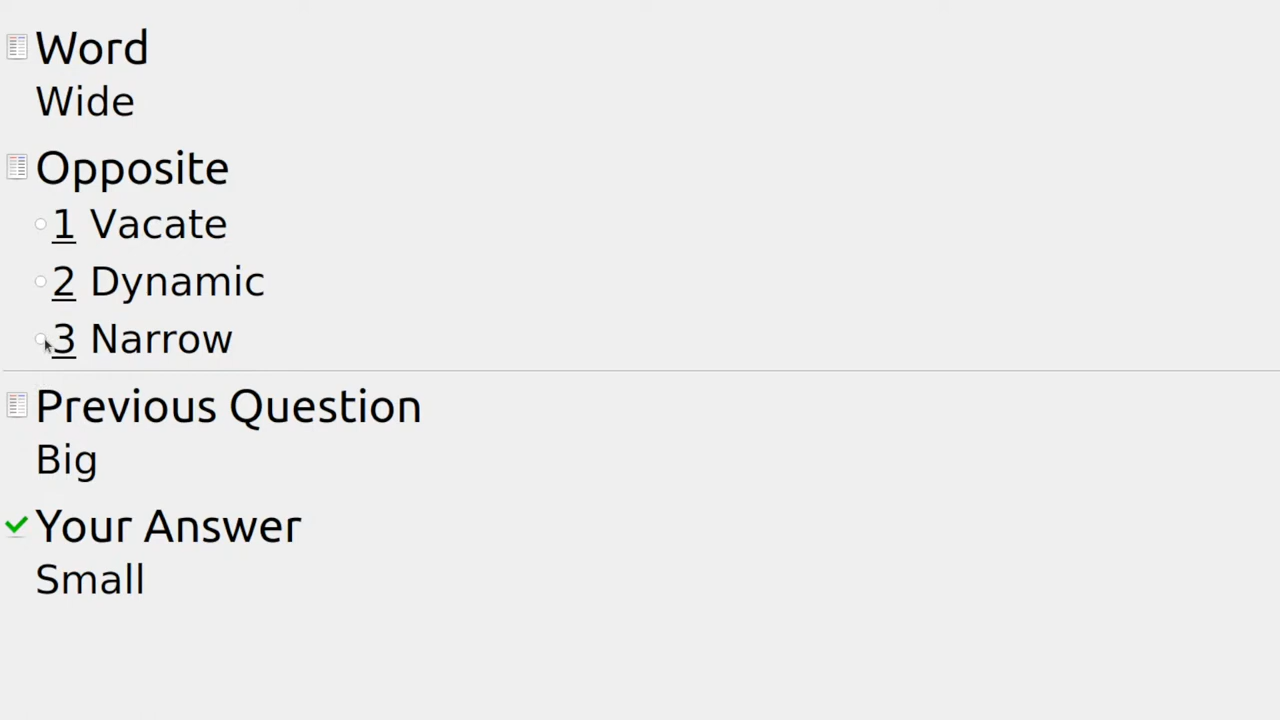 Word
Wide
Opposite
1 Vacate
2 Dynamic
3 Narrow
Previous Question
Big
Your Answer
Small